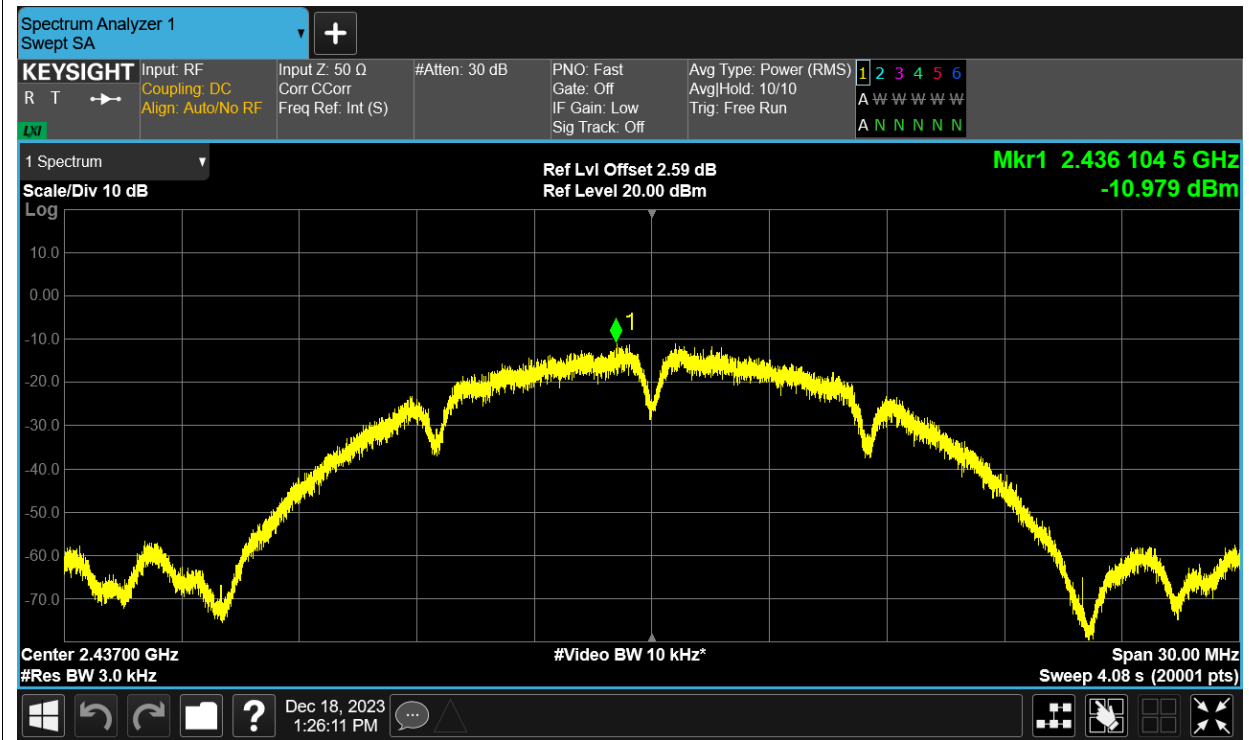 Spectrum Analyzer 1
Swept SA
KEYSIGHT
R T
LXI
Input: RF
Coupling: DC
Align: Auto/No RF
Input Z: 50 Ω
Corr CCorr
Freq Ref: Int (S)
#Atten: 30 dB
PNO: Fast
Gate: Off
IF Gain: Low
Sig Track: Off
Avg Type: Power (RMS)
Avg|Hold: 10/10
Trig: Free Run
1 2 3 4 5 6
A W W W W W
A N N N N N
1 Spectrum
Scale/Div 10 dB
Log
Ref Lvl Offset 2.59 dB
Ref Level 20.00 dBm
Mkr1 2.436 104 5 GHz
-10.979 dBm
10.0
0.00
-10.0
-20.0
-30.0
-40.0
-50.0
-60.0
-70.0
1
Center 2.43700 GHz
#Res BW 3.0 kHz
#Video BW 10 kHz*
Span 30.00 MHz
Sweep 4.08 s (20001 pts)
?
Dec 18, 2023
1:26:11 PM